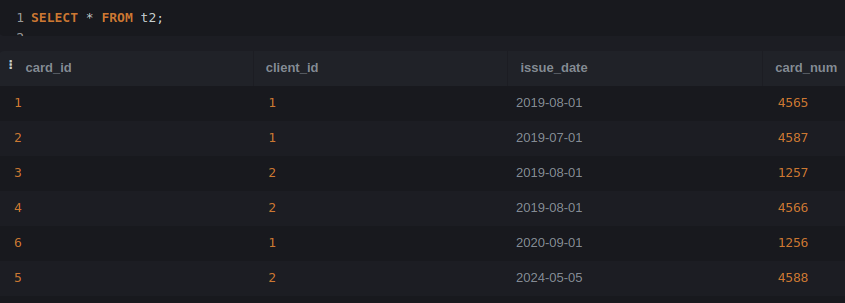 1 SELECT * FROM t2;
card_id client_id issue_date card_num
1 1 2019-08-01 4565
2 1 2019-07-01 4587
3 2 2019-08-01 1257
4 2 2019-08-01 4566
6 1 2020-09-01 1256
5 2 2024-05-05 4588